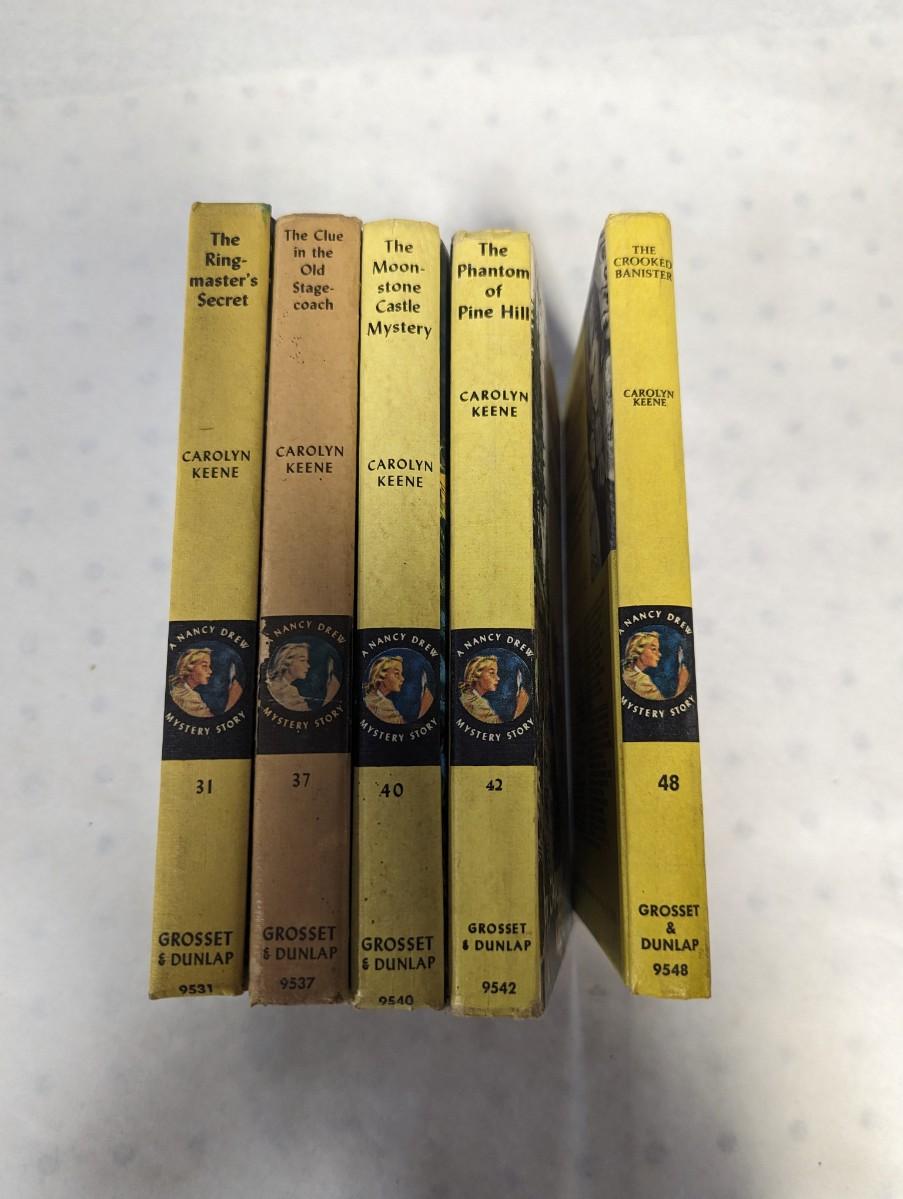 The
Ring-
master's
Secret
CAROLYN
KEENE
A NANCY DREW
MYSTERY STORY
31
GROSSET
& DUNLAP
9531
The Clue
in the
Old
Stage-
coach
CAROLYN
KEENE
A NANCY DREW
MYSTERY STORY
37
GROSSET
& DUNLAP
9537
The
Moon-
stone
Castle
Mystery
CAROLYN
KEENE
A NANCY DREW
MYSTERY STORY
40
GROSSET
& DUNLAP
9540
The
Phantom
of
Pine Hill
CAROLYN
KEENE
A NANCY DREW
MYSTERY STORY
42
GROSSET
& DUNLAP
9542
THE
CROOKED
BANISTER
CAROLYN
KEENE
A NANCY DREW
MYSTERY STORY
48
GROSSET
&
DUNLAP
9548